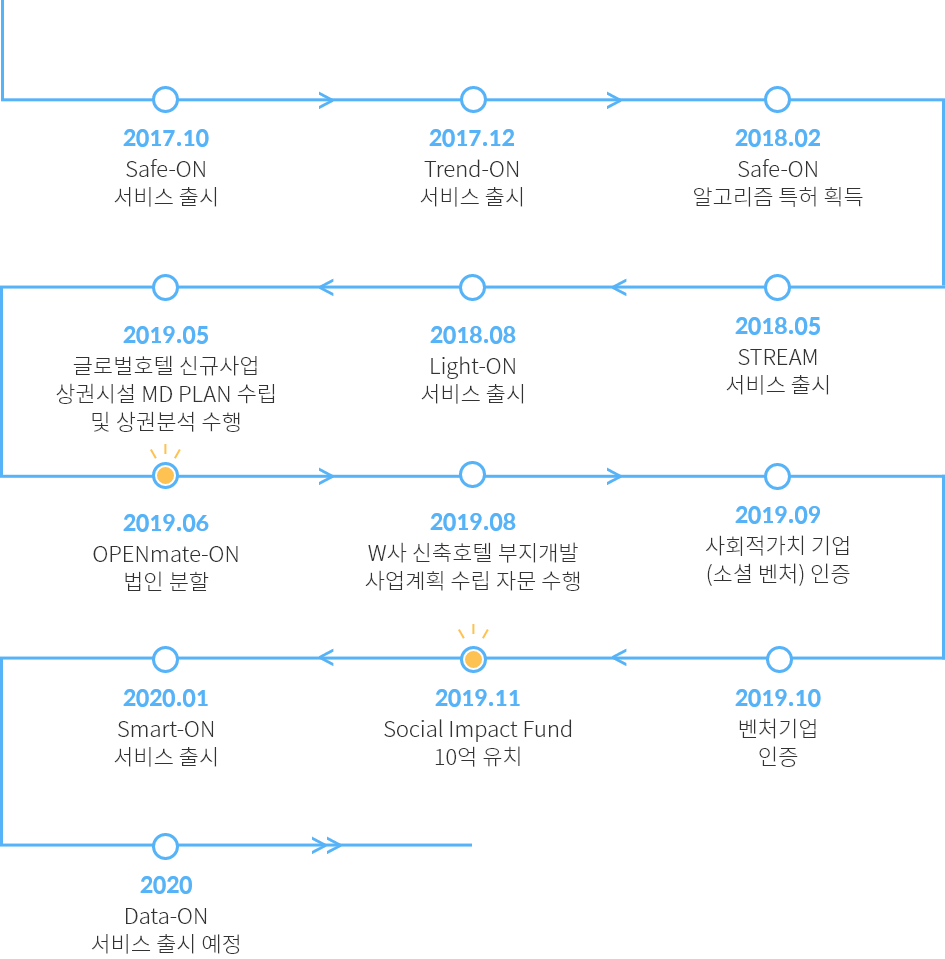 2017.10
Safe-ON
서비스 출시
2017.12
Trend-ON
서비스 출시
2018.02
Safe-ON
알고리즘 특허 획득
2018.05
STREAM
서비스 출시
2018.08
Light-ON
서비스 출시
2019.05
글로벌호텔 신규사업
상권시설 MD PLAN 수립
및 상권분석 수행
2019.06
OPENmate-ON
법인 분할
2019.08
W사 신축호텔 부지개발
사업계획 수립 자문 수행
2019.09
사회적가치 기업
(소셜 벤처) 인증
2019.10
벤처기업
인증
2019.11
Social Impact Fund
10억 유치
2020.01
Smart-ON
서비스 출시
2020
Data-ON
서비스 출시 예정